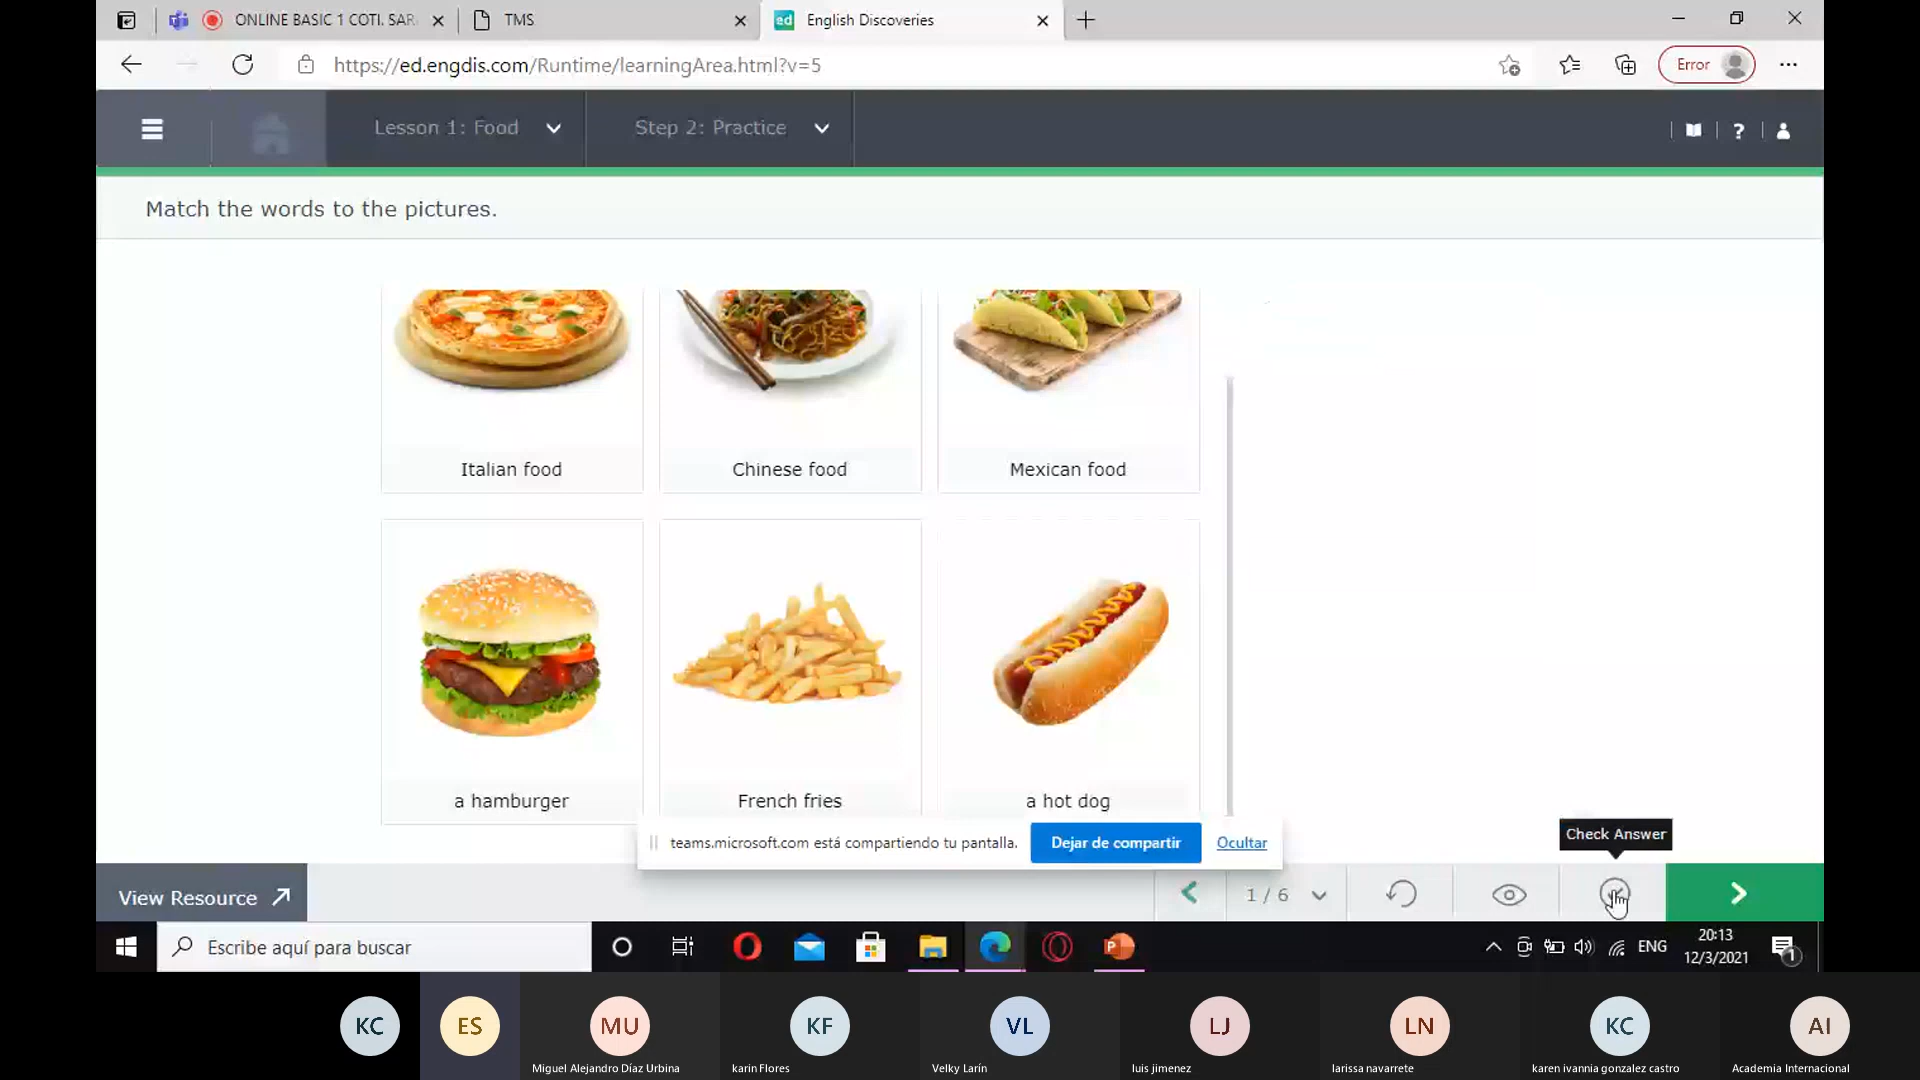 ONLINE BASIC 1 COTI. SAR
TMS
English Discoveries
https://ed.engdis.com/Runtime/learningArea.html?v=5
Error
Lesson 1: Food
Step 2: Practice
?
Match the words to the pictures.
Italian food
Chinese food
Mexican food
a hamburger
French fries
a hot dog
Check Answer
teams.microsoft.com está compartiendo tu pantalla.
Dejar de compartir
Ocultar
View Resource
1 / 6
Escribe aquí para buscar
ENG
20:13
12/3/2021
1
KC
ES
MU
KF
VL
LJ
LN
KC
AI
Miguel Alejandro Díaz Urbina
karin Flores
Velky Larín
luis jimenez
larissa navarrete
karen ivannia gonzalez castro
Academia Internacional